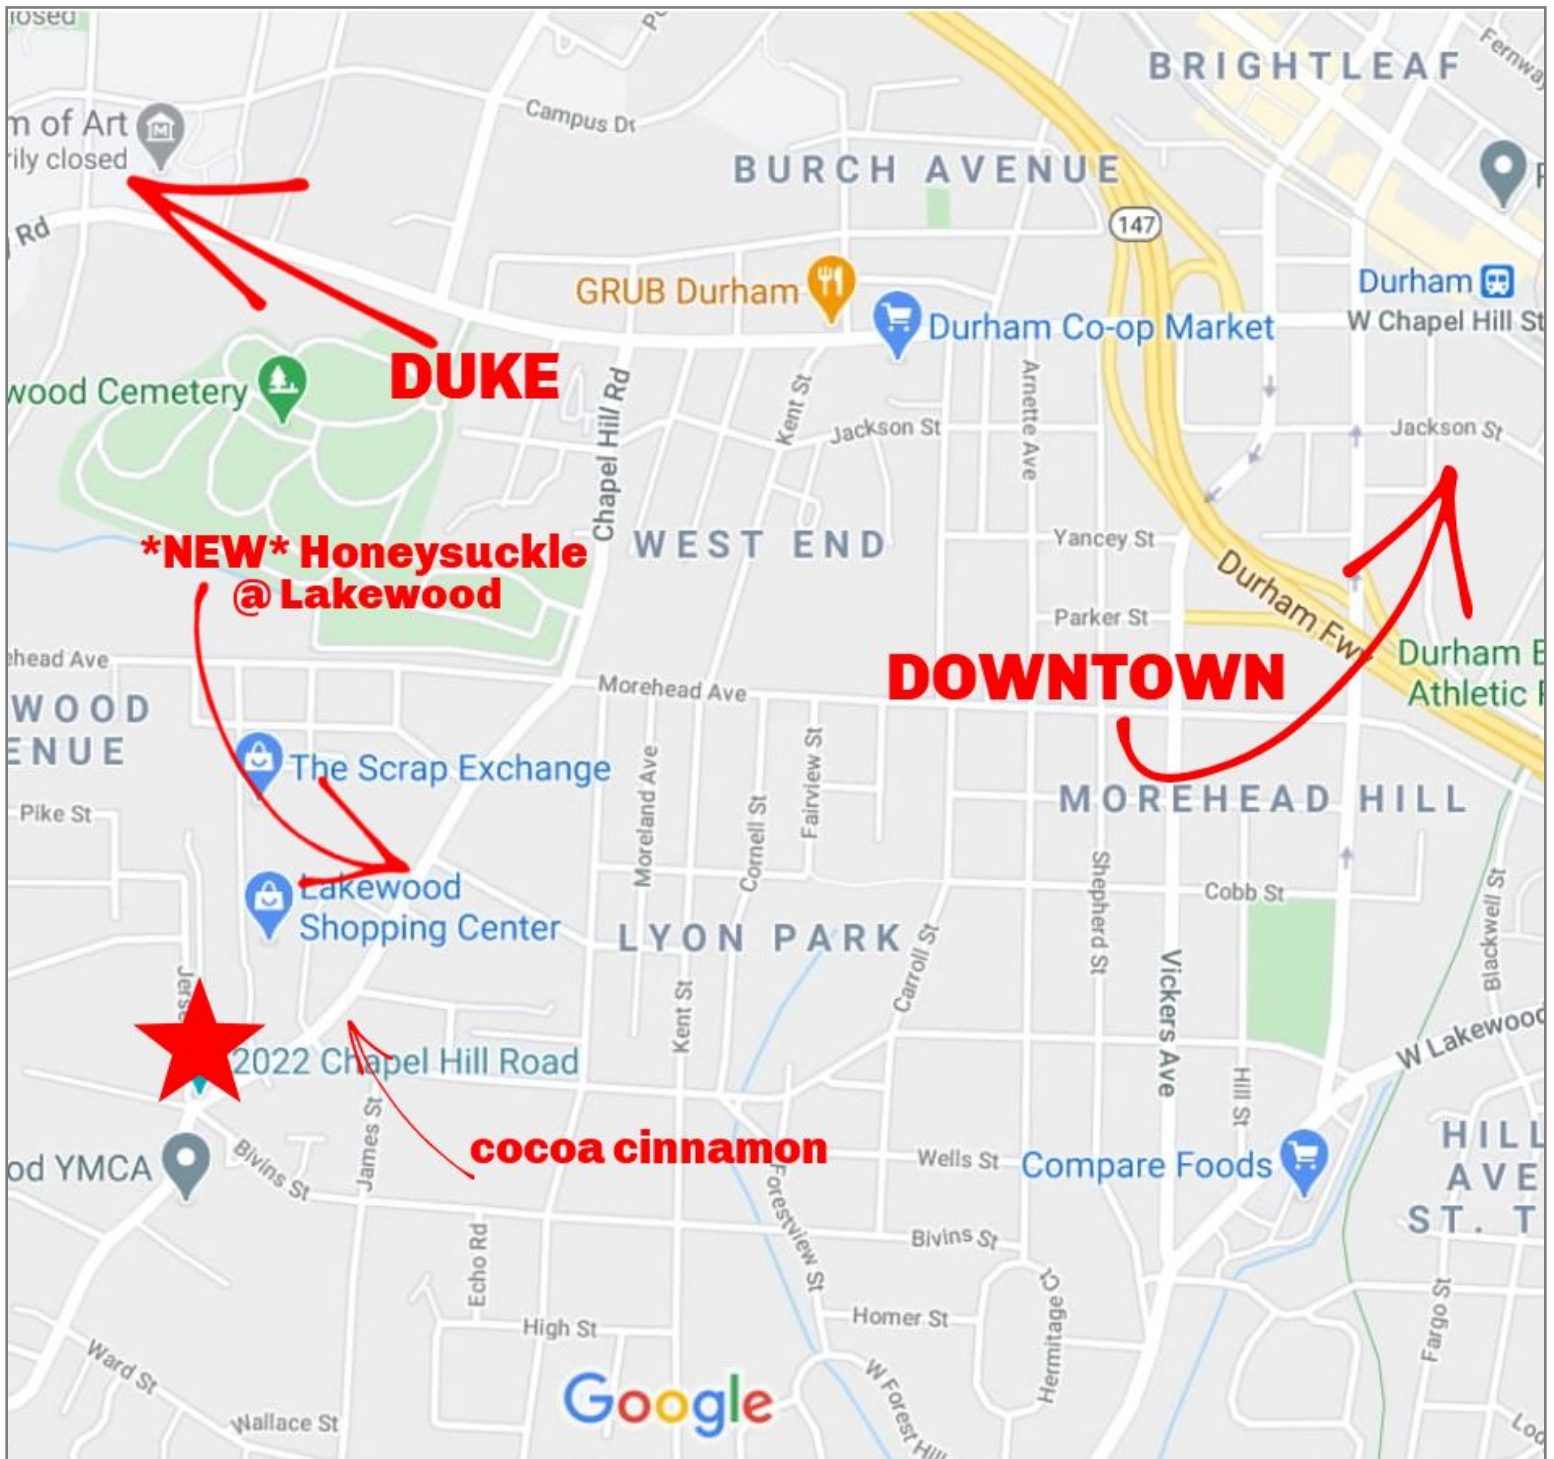 losed
BRIGHTLEAF
Fernway
Campus Dr
m of Art
rily closed
BURCH AVENUE
147
Rd
GRUB Durham
Durham
W Chapel Hill St
Durham Co-op Market
DUKE
wood Cemetery
Chapel Hill Rd
Kent St
Jackson St
Arnette Ave
Jackson St
*NEW* Honeysuckle
@ Lakewood
WEST END
Yancey St
Durham Fwy
Parker St
DOWNTOWN
Durham B
Athletic
ehead Ave
Morehead Ave
WOOD
ENUE
The Scrap Exchange
Moreland Ave
Cornell St
Fairview St
MOREHEAD HILL
Pike St
Lakewood
Shopping Center
LYON PARK
Carroll St
Shepherd St
Cobb St
Blackwell St
Jerse
Kent St
Vickers Ave
W Lakewood
2022 Chapel Hill Road
Hill St
James St
cocoa cinnamon
HILL
AVE
ST. T
od YMCA
Bivins St
Wells St
Compare Foods
Forestview St
Bivins St
Echo Rd
High St
Homer St
Hermitage Ct
Fargo St
Ward St
Wallace St
Google
W Forest Hill